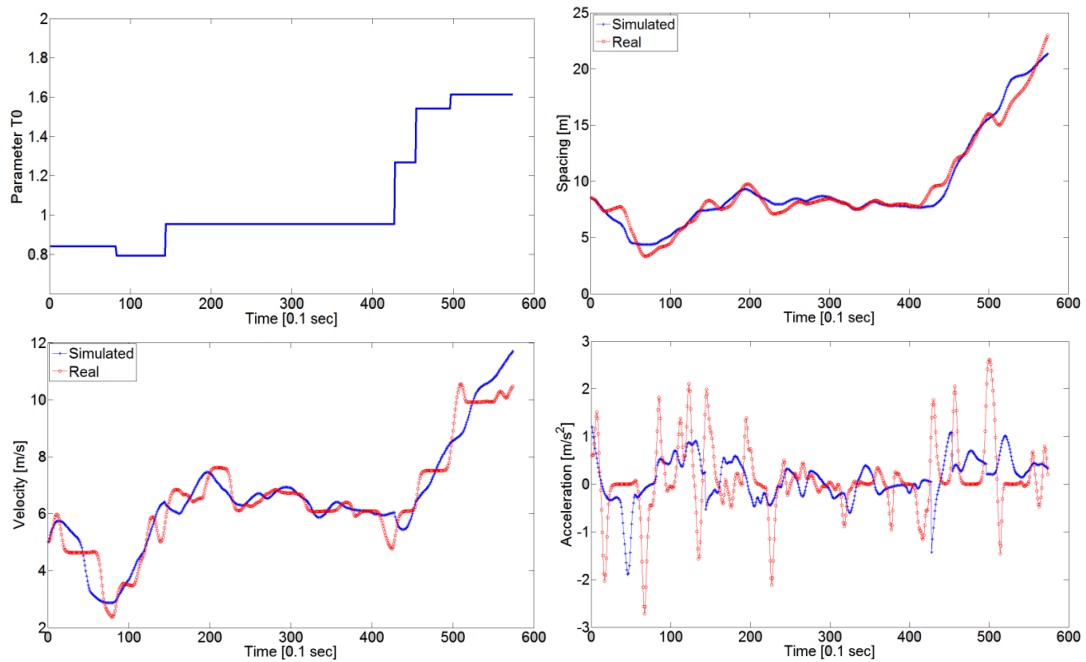 2
1.8
1.6
1.4
1.2
1
0.8
0 100 200 300 400 500 600
Time [0.1 sec]
Parameter T0
25
20
15
10
5
0
0 100 200 300 400 500 600
Time [0.1 sec]
Spacing [m]
Simulated
Real
12
10
8
6
4
2
0 100 200 300 400 500 600
Time [0.1 sec]
Velocity [m/s]
Simulated
Real
3
2
1
0
-1
-2
-3
0 100 200 300 400 500 600
Time [0.1 sec]
Acceleration [m/s²]